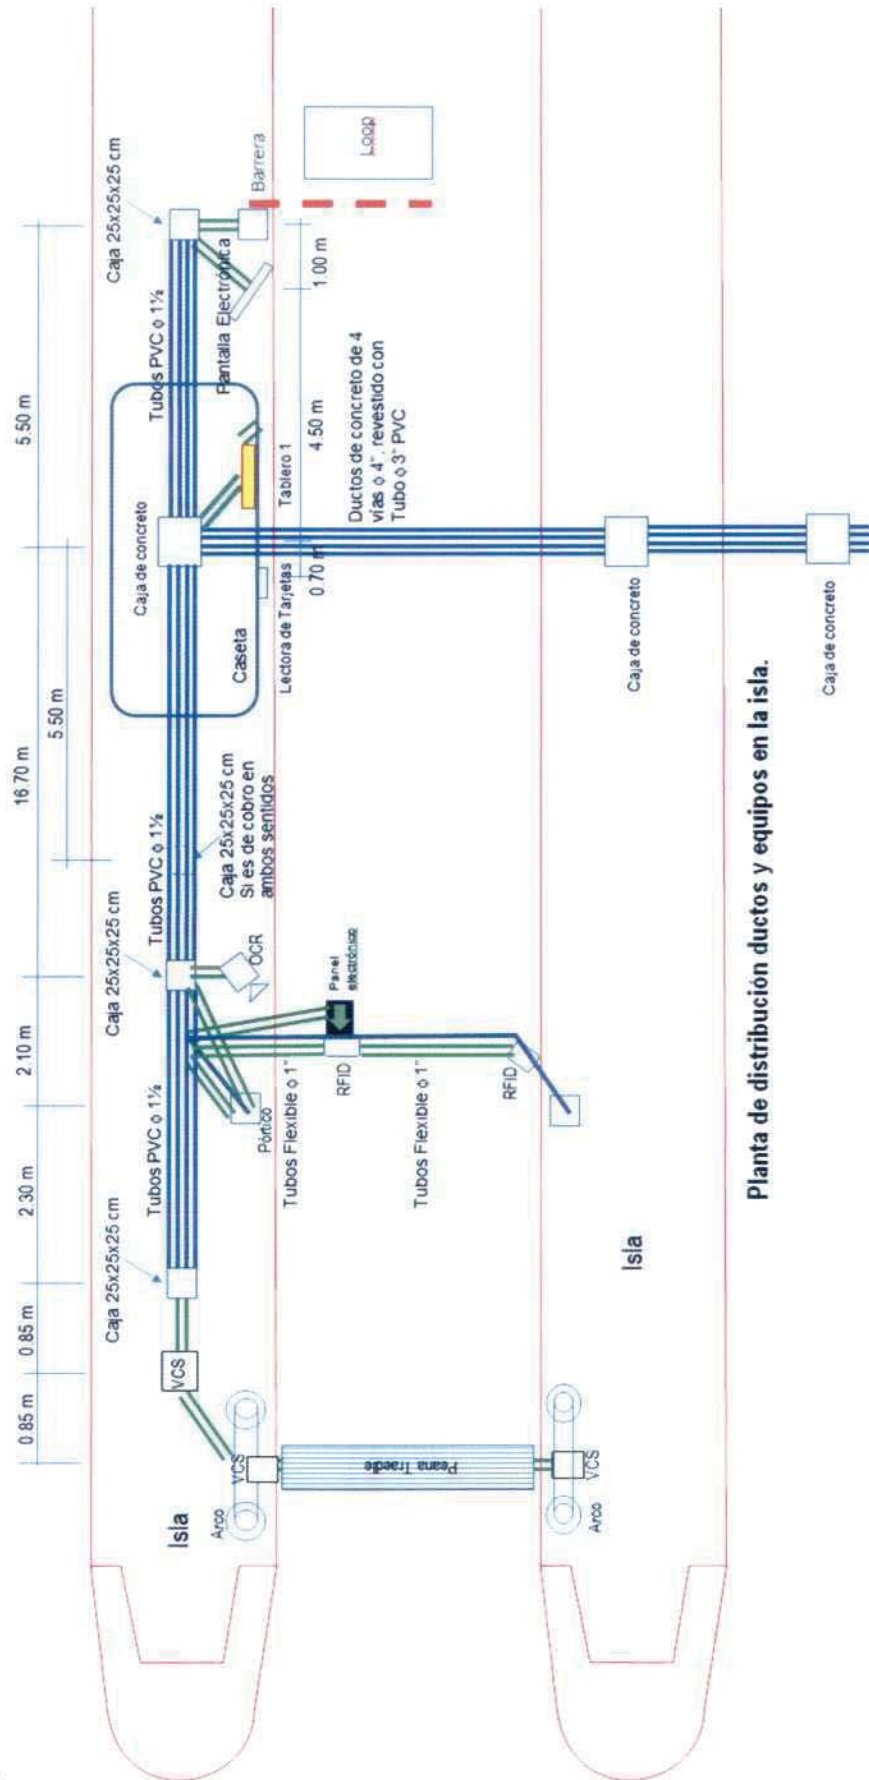 0.85 m
0.85 m
2.30 m
2.10 m
16.70 m
5.50 m
5.50 m
Caja 25x25x25 cm
Caja 25x25x25 cm
Caja 25x25x25 cm
Tubos PVC ϕ 1½
Tubos PVC ϕ 1½
Tubos PVC ϕ 1½
Caja 25x25x25 cm
Si es de cobro en
ambos sentidos
Caja de concreto
Caseta
Isla
Arco
VCS
VCS
Pórtico
OCR
Panel
electrónico
RFID
RFID
Tubos Flexible ϕ 1"
Tubos Flexible ϕ 1"
Lectora de Tarjetas
Tablero 1
Pantalla Electrónica
Barrera
Loop
0.70 m
4.50 m
1.00 m
Ductos de concreto de 4
vías ϕ 4", revestido con
Tubo ϕ 3" PVC
Peana Traedle
Arco
VCS
Isla
Caja de concreto
Caja de concreto
Planta de distribución ductos y equipos en la isla.